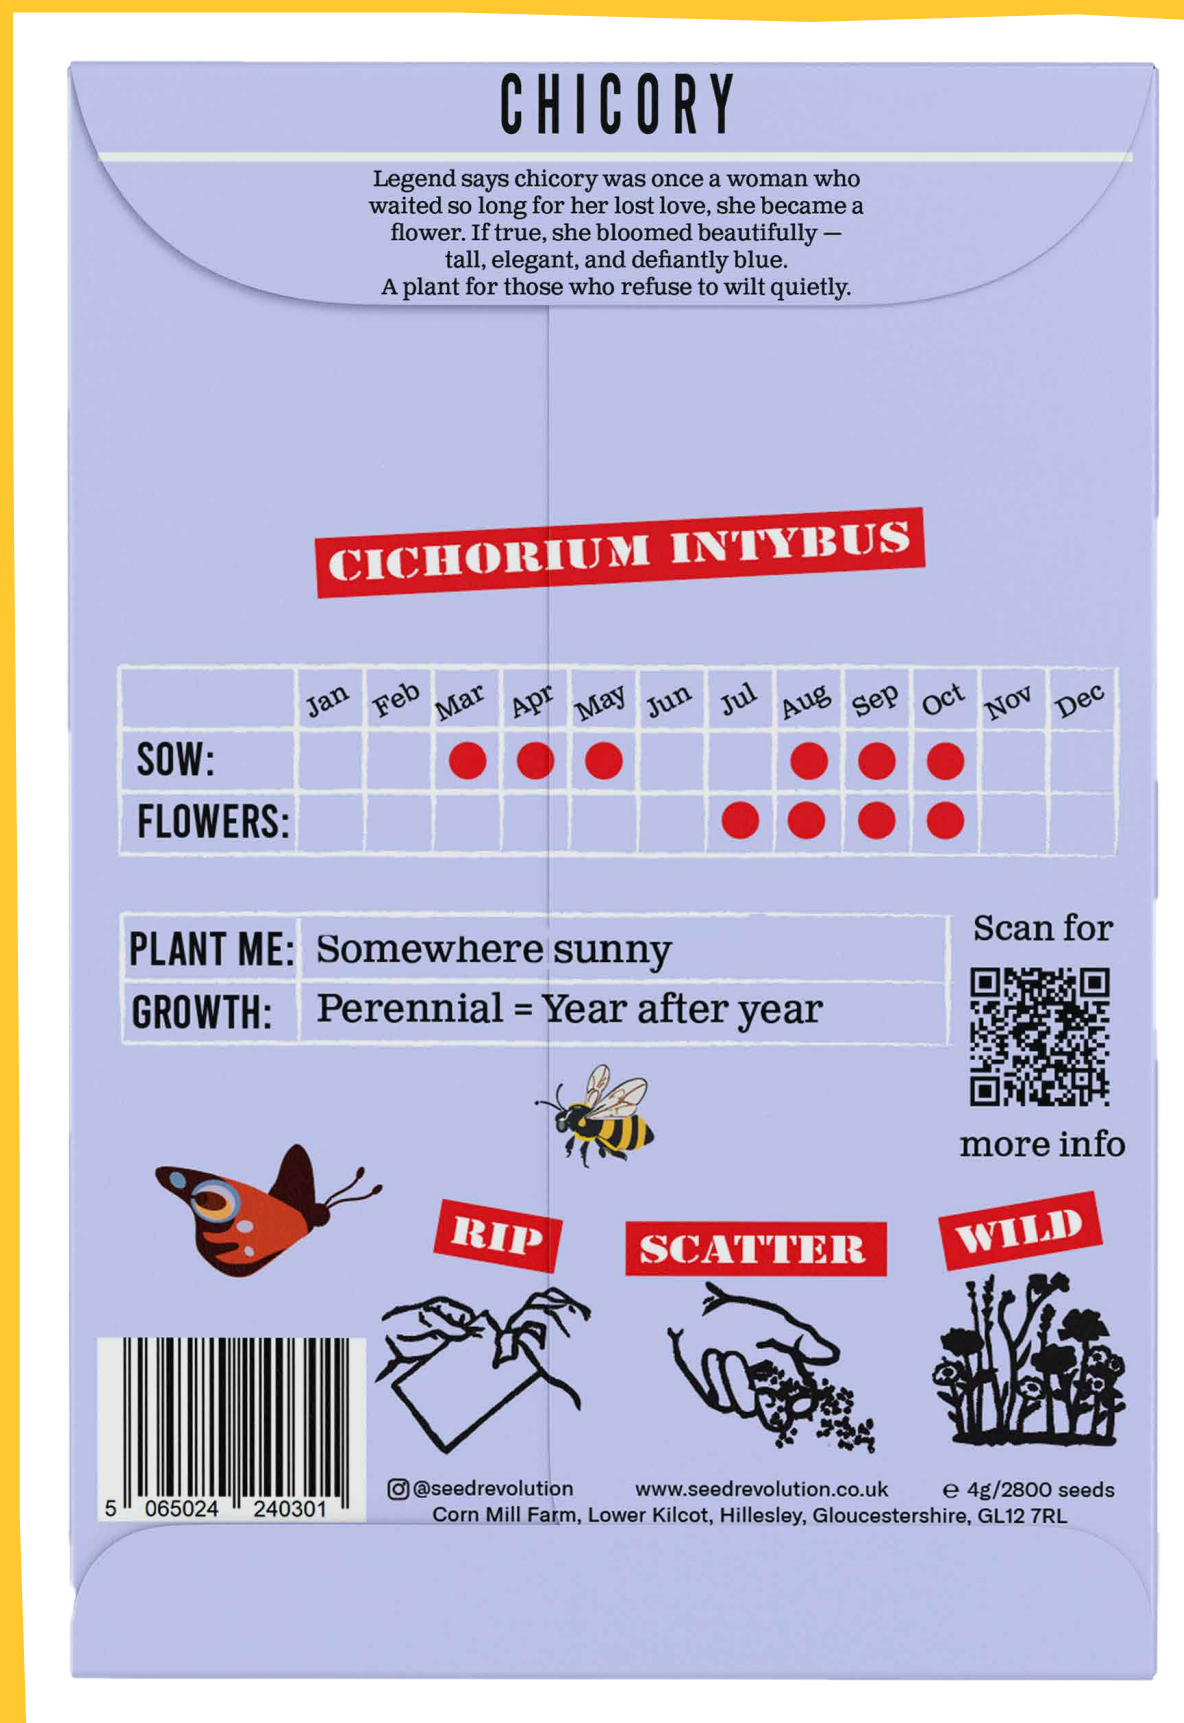 CHICORY
Legend says chicory was once a woman who
waited so long for her lost love, she became a
flower. If true, she bloomed beautifully —
tall, elegant, and defiantly blue.
A plant for those who refuse to wilt quietly.
CICHORIUM INTYBUS
Jan Feb Mar Apr May Jun Jul Aug Sep Oct Nov Dec
SOW:
FLOWERS:
PLANT ME: Somewhere sunny
GROWTH: Perennial = Year after year
Scan for
more info
RIP SCATTER WILD
5 065024 240301
@seedrevolution www.seedrevolution.co.uk ℮ 4g/2800 seeds
Corn Mill Farm, Lower Kilcot, Hillesley, Gloucestershire, GL12 7RL